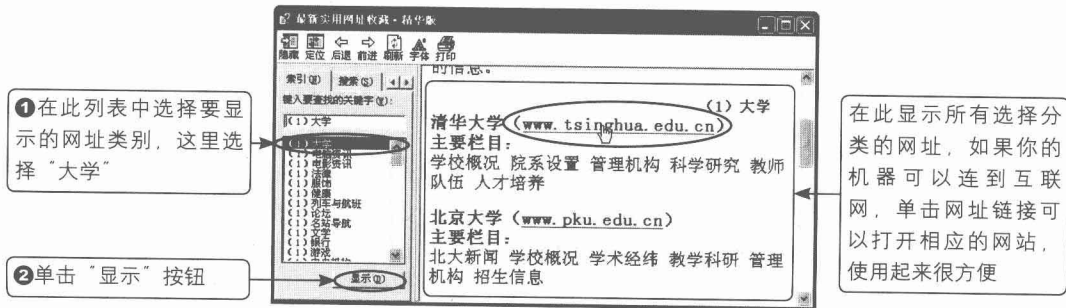 最新实用网址收藏 - 精华版
隐藏 定位 后退 前进 刷新 字体 打印
索引(N) 搜索(S)
键入要查找的关键字(W):
(1)大学
(1)大学
(1)电影资讯
(1)法律
(1)服饰
(1)健康
(1)列车与航班
(1)论坛
(1)名站导航
(1)文学
(1)银行
(1)游戏
显示(D)
的信息。
(1) 大学
清华大学(www.tsinghua.edu.cn)
主要栏目:
学校概况 院系设置 管理机构 科学研究 教师
队伍 人才培养
北京大学(www.pku.edu.cn)
主要栏目:
北大新闻 学校概况 学术经纬 教学科研 管理
机构 招生信息
❶在此列表中选择要显
示的网址类别，这里选
择“大学”
❷单击“显示”按钮
在此显示所有选择分
类的网址，如果你的
机器可以连到互联
网，单击网址链接可
以打开相应的网站，
使用起来很方便